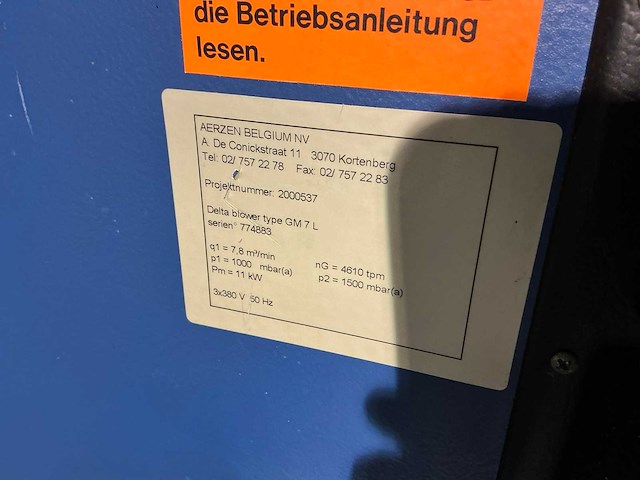 die Betriebsanleitung
lesen.
AERZEN BELGIUM NV
A. De Conickstraat 11 3070 Kortenberg
Tel: 02/ 757 22 78 Fax: 02/ 757 22 83
Projektnummer: 2000537
Delta blower type GM 7 L
serien° 774883
q1 = 7,8 m³/min nG = 4610 tpm
p1 = 1000 mbar(a) p2 = 1500 mbar(a)
Pm = 11 kW
3x380 V 50 Hz